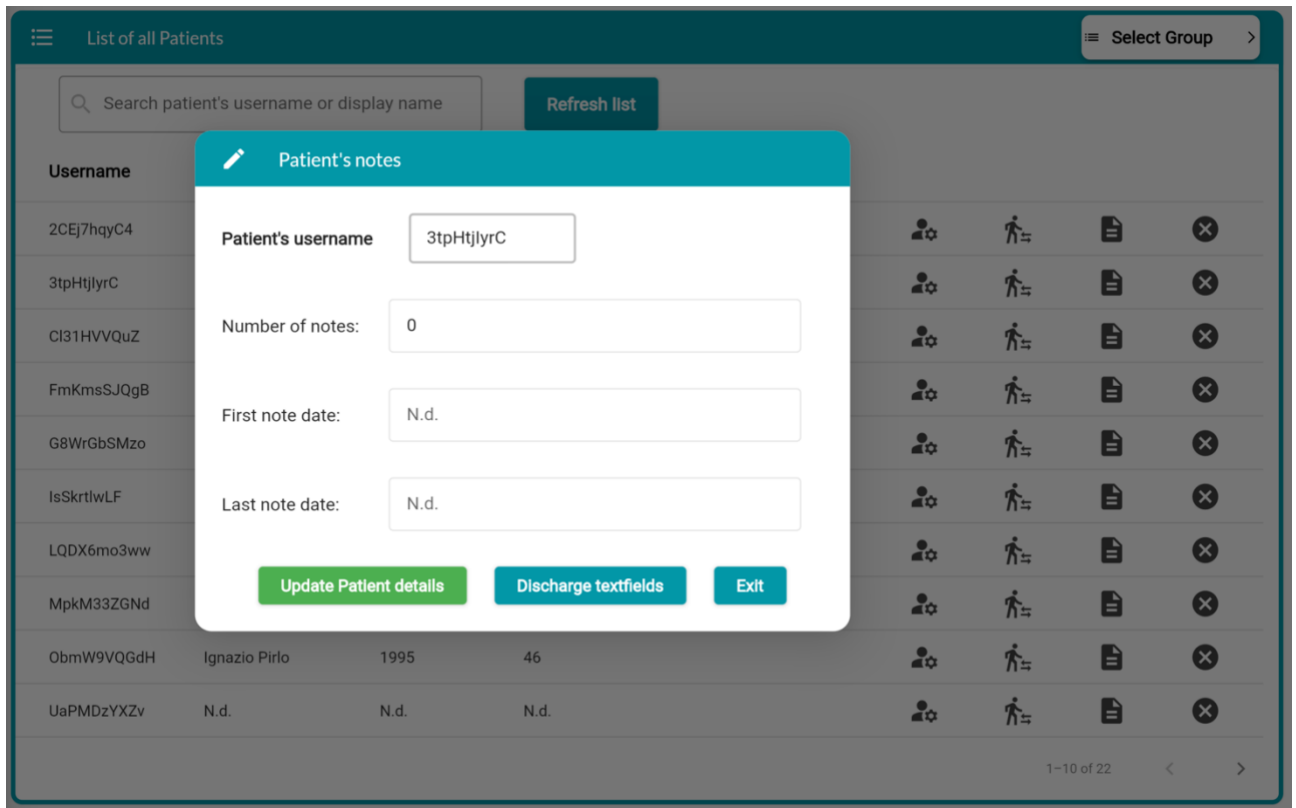 List of all Patients
Select Group
Search patient's username or display name
Refresh list
Username
Patient's notes
2CEj7hqyC4
Patient's username
3tpHtjIyrC
3tpHtjIyrC
Number of notes:
0
Cl31HVVQuZ
FmKmsSJQgB
First note date:
N.d.
G8WrGbSMzo
IsSkrtIwLF
Last note date:
N.d.
LQDX6mo3ww
Update Patient details
Discharge textfields
Exit
MpkM33ZGNd
ObmW9VQGdH Ignazio Pirlo 1995 46
UaPMDzYXZv N.d. N.d. N.d.
1–10 of 22